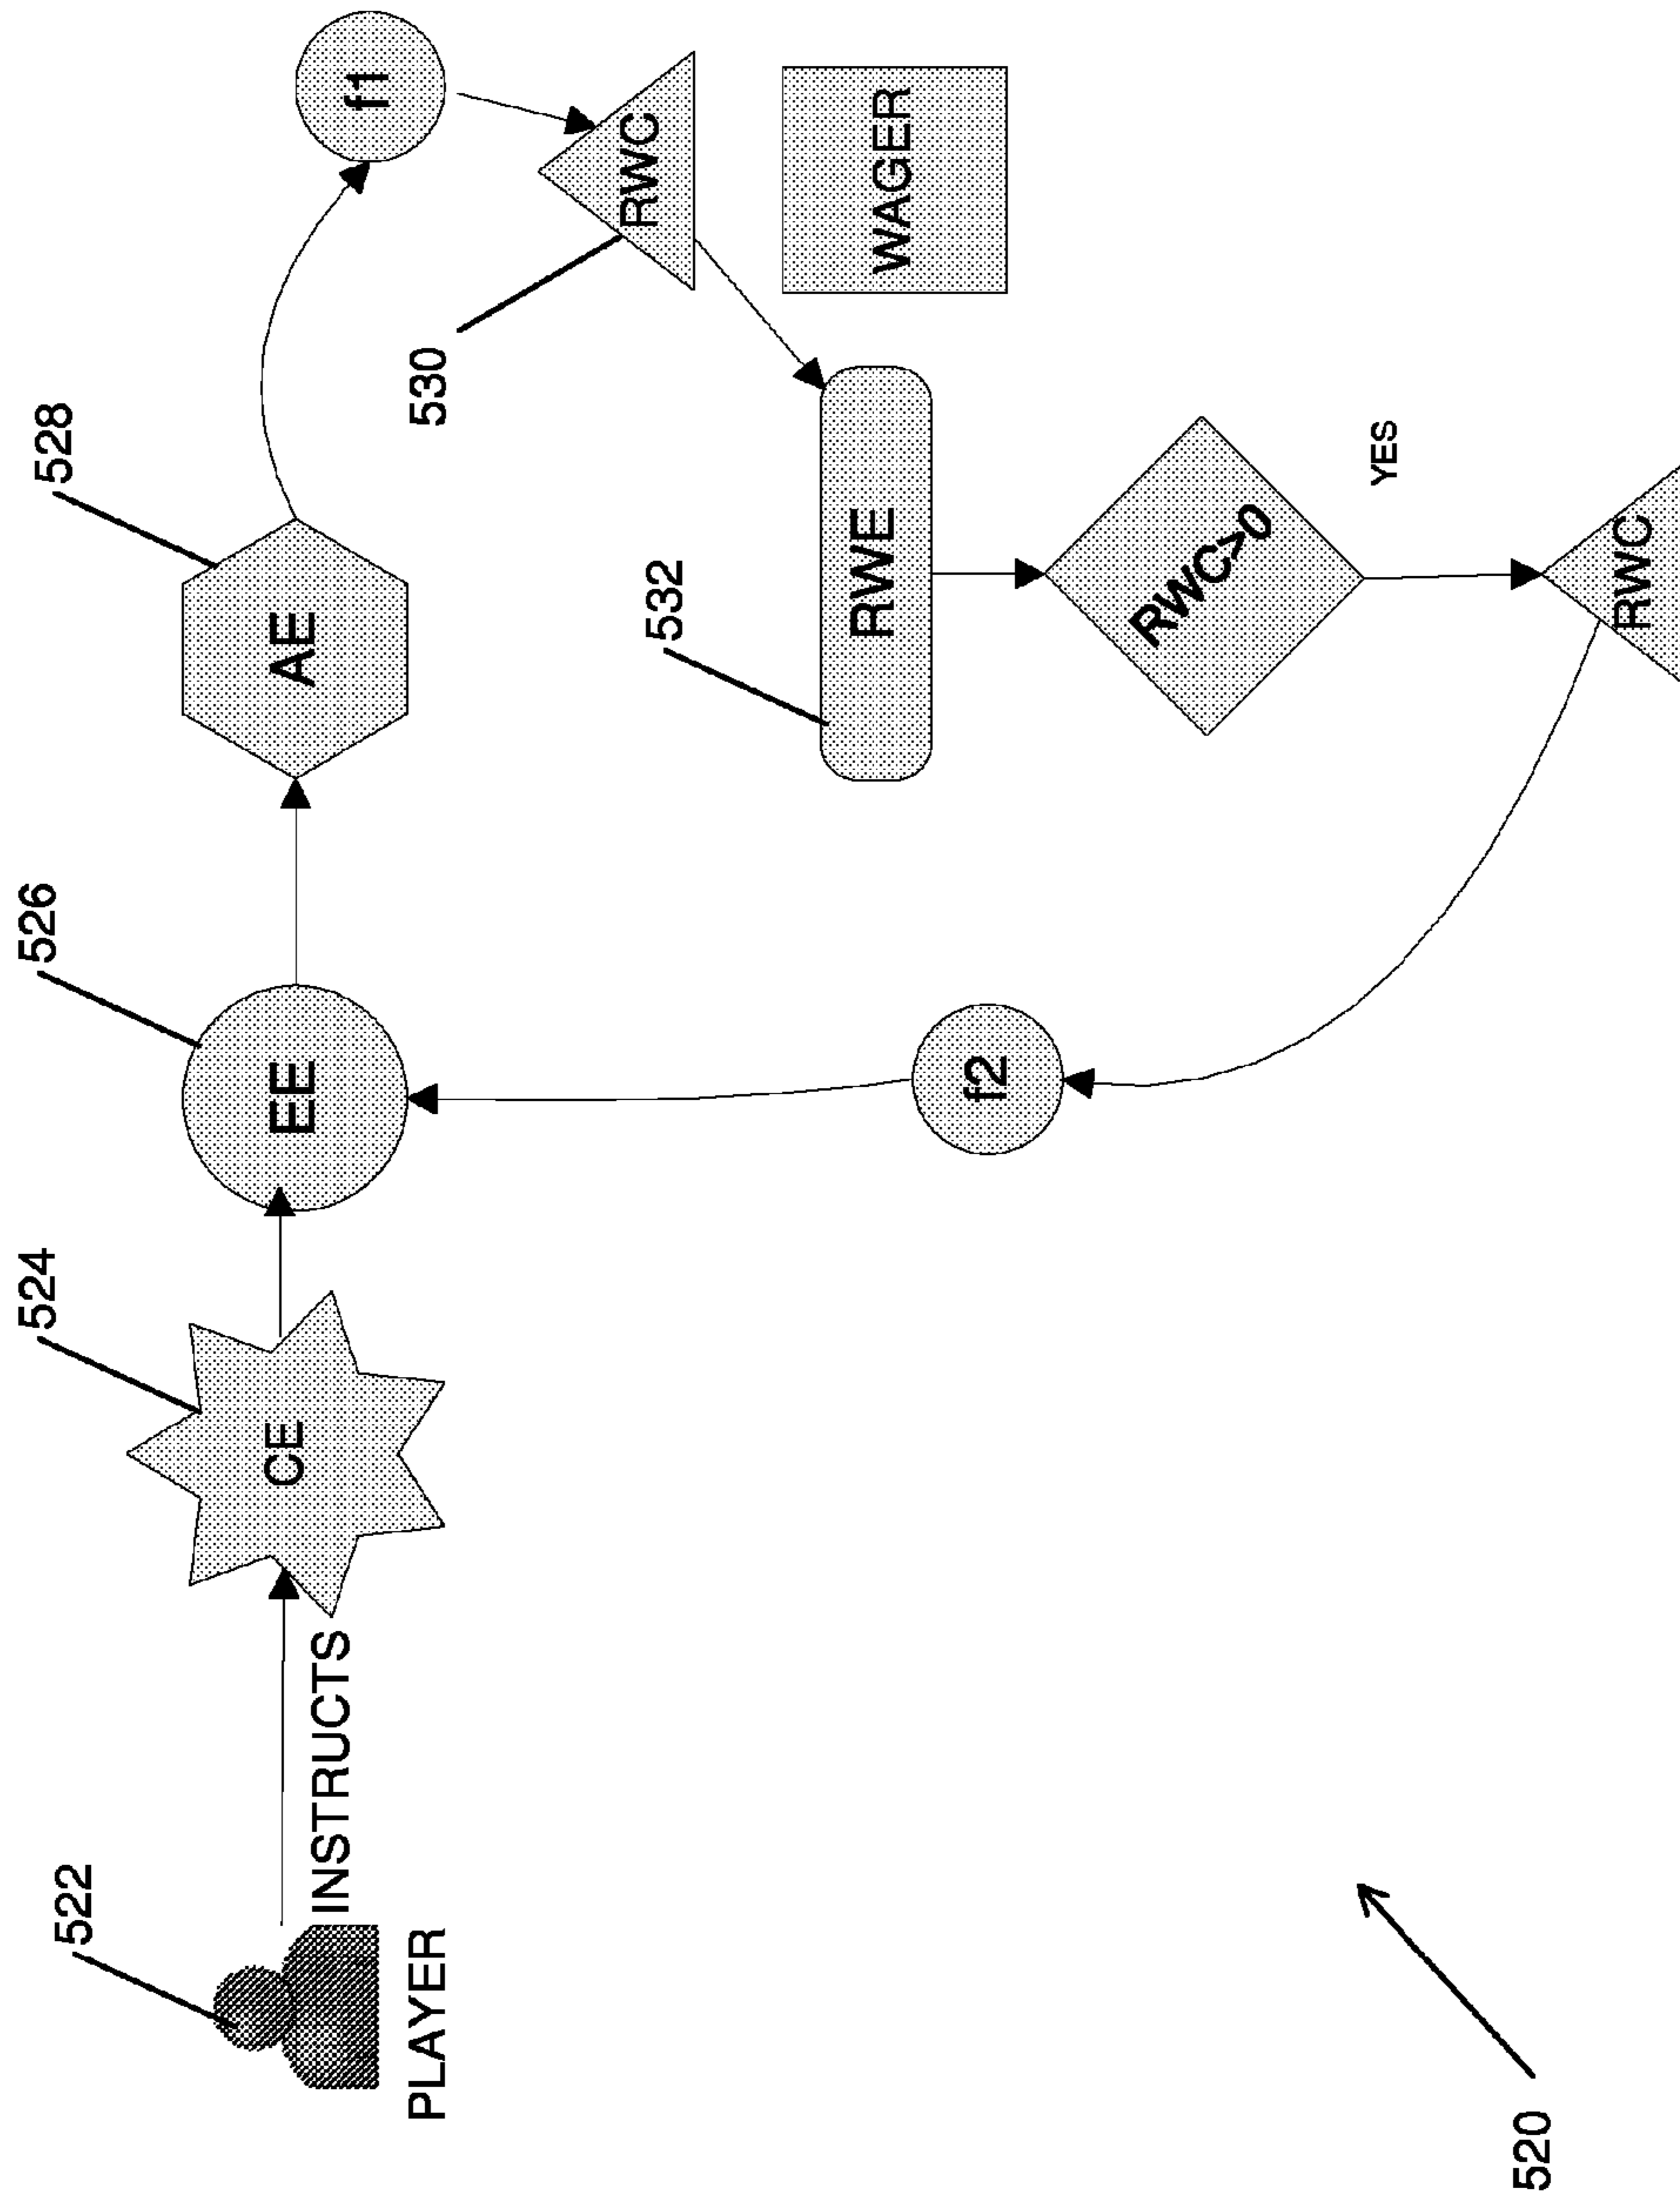 522
524
526
528
CE
EE
AE
f1
INSTRUCTS
PLAYER
530
RWC
532
RWE
WAGER
f2
RWC>0
YES
RWC
520